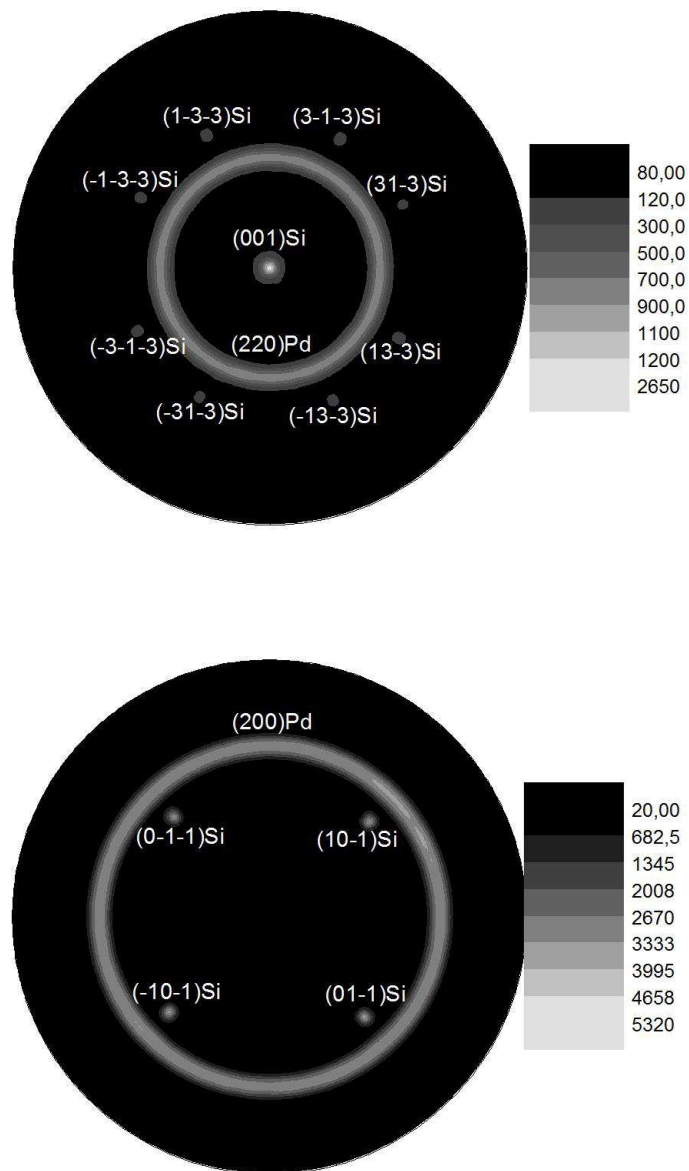 (1-3-3)Si
(3-1-3)Si
(-1-3-3)Si
(31-3)Si
(001)Si
(-3-1-3)Si
(220)Pd
(13-3)Si
(-31-3)Si
(-13-3)Si
80,00
120,0
300,0
500,0
700,0
900,0
1100
1200
2650
(200)Pd
(0-1-1)Si
(10-1)Si
(-10-1)Si
(01-1)Si
20,00
682,5
1345
2008
2670
3333
3995
4658
5320